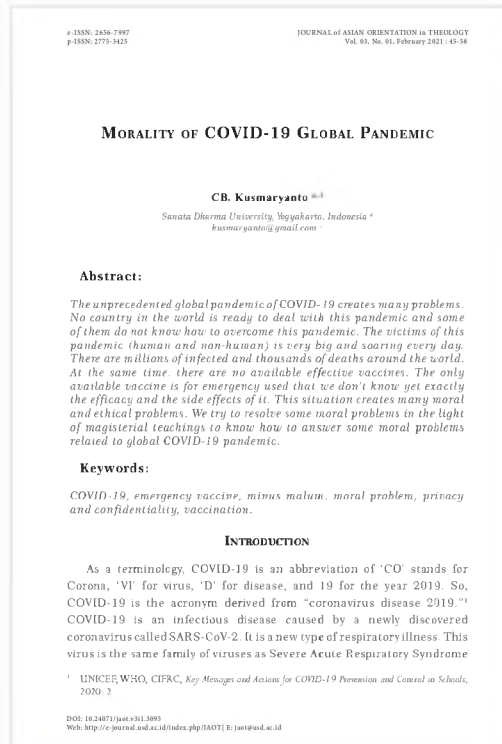 e-ISSN: 2656-7997
p-ISSN: 2775-3425
JOURNAL of ASIAN ORIENTATION in THEOLOGY
Vol. 03, No. 01, February 2021 : 45-58
MORALITY OF COVID-19 GLOBAL PANDEMIC
CB. Kusmaryanto
Sanata Dharma University, Yogyakarta, Indonesia a
kusmaryanto@gmail.com
Abstract:
The unprecedented global pandemic of COVID-19 creates many problems.
No country in the world is ready to deal with this pandemic and some
of them do not know how to overcome this pandemic. The victims of this
pandemic (human and non-human) is very big and soaring every day.
There are millions of infected and thousands of deaths around the world.
At the same time, there are no available effective vaccines. The only
available vaccine is for emergency used that we don't know yet exactly
the efficacy and the side effects of it. This situation creates many moral
and ethical problems. We try to resolve some moral problems in the light
of magisterial teachings to know how to answer some moral problems
related to global COVID-19 pandemic.
Keywords:
COVID-19, emergency vaccine, minus malum, moral problem, privacy
and confidentiality, vaccination.
INTRODUCTION
As a terminology, COVID-19 is an abbreviation of 'CO' stands for
Corona, 'VI' for virus, 'D' for disease, and 19 for the year 2019. So,
COVID-19 is the acronym derived from "coronavirus disease 2019."1
COVID-19 is an infectious disease caused by a newly discovered
coronavirus called SARS-CoV-2. It is a new type of respiratory illness. This
virus is the same family of viruses as Severe Acute Respiratory Syndrome
1 UNICEF, WHO, CIFRC, Key Messages and Actions for COVID-19 Prevention and Control in Schools,
2020: 2
DOI: 10.24071/jaot.v3i1.3095
Web: http://e-journal.usd.ac.id/index.php/JAOT| E: jaot@usd.ac.id